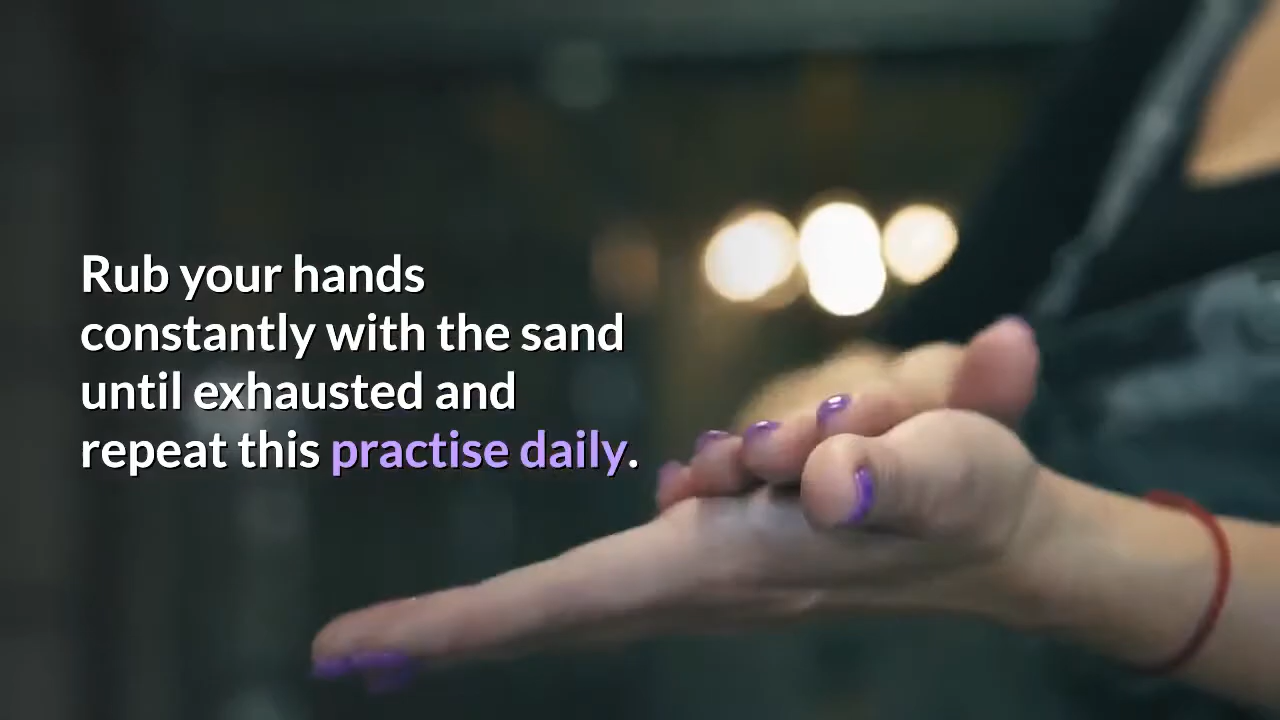 Rub your hands
constantly with the sand
until exhausted and
repeat this practise daily.